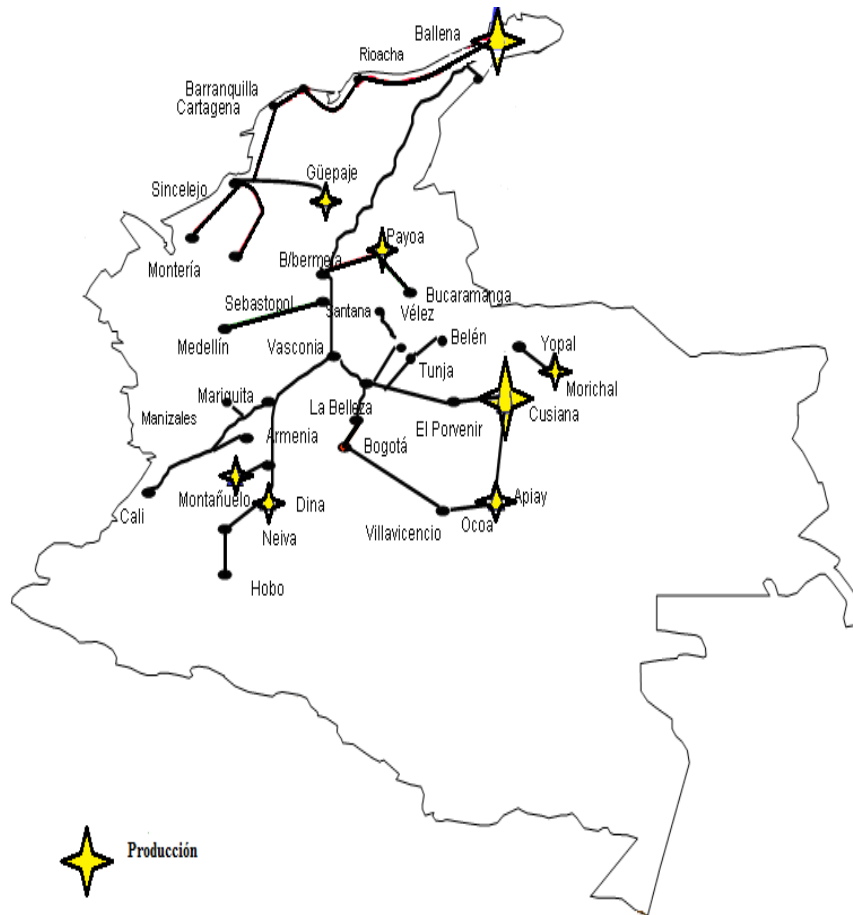 Ballena
Rioacha
Barranquilla
Cartagena
Güepaje
Sincelejo
Payoa
Montería
B/bermeja
Bucaramanga
Sebastopol
Santana
Vélez
Medellín
Vasconia
Belén
Yopal
Tunja
Morichal
Mariquita
La Belleza
El Porvenir
Cusiana
Manizales
Armenia
Bogotá
Montañuelo
Dina
Apiay
Cali
Villavicencio
Ocoa
Neiva
Hobo
Producción